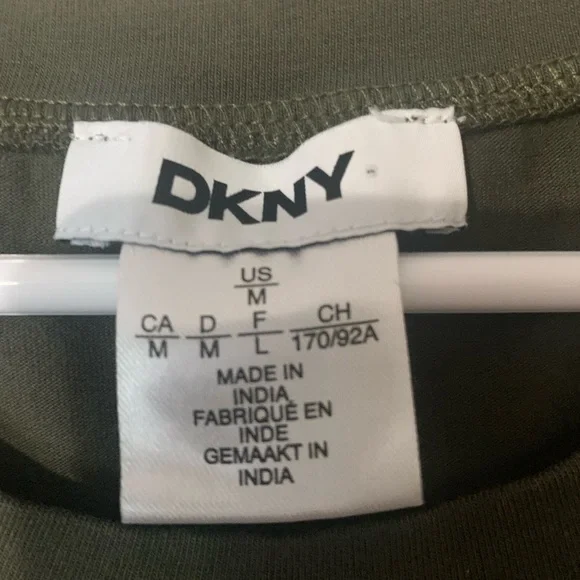 DKNY
US
M
CA D F CH
M M L 170/92A
MADE IN
INDIA
FABRIQUÉ EN
INDE
GEMAAKT IN
INDIA